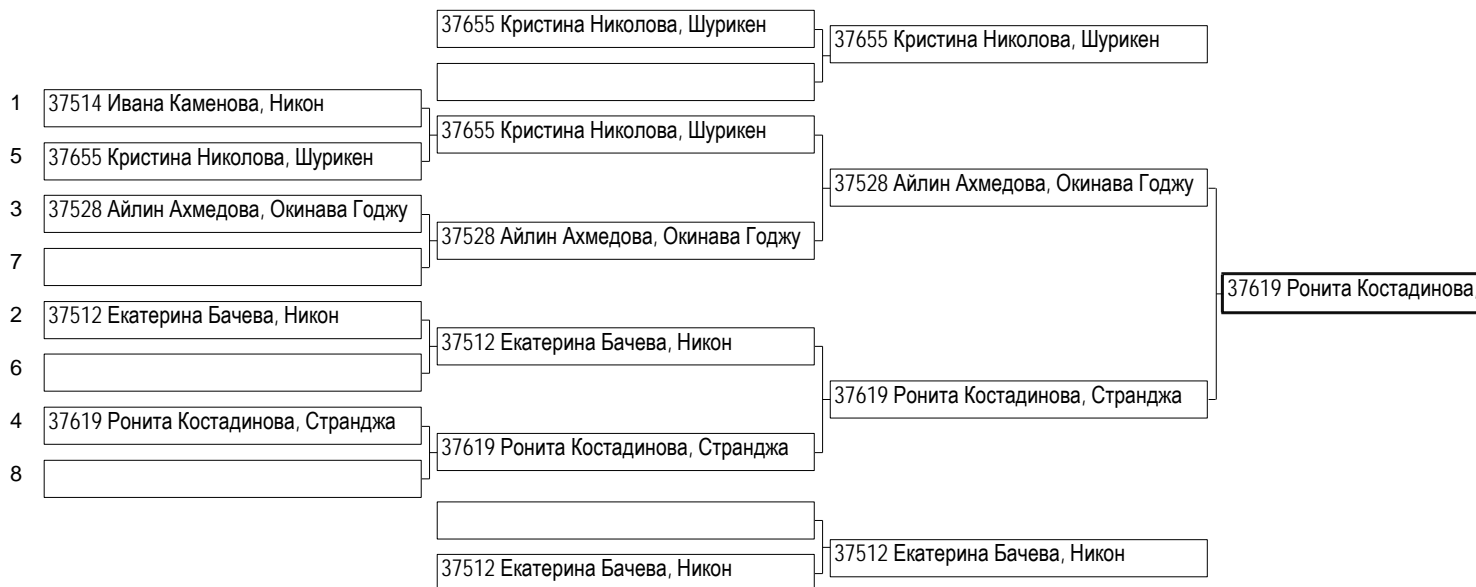 37655 Кристина Николова, Шурикен
37655 Кристина Николова, Шурикен
1 37514 Ивана Каменова, Никон
37655 Кристина Николова, Шурикен
5 37655 Кристина Николова, Шурикен
37528 Айлин Ахмедова, Окинава Годжу
3 37528 Айлин Ахмедова, Окинава Годжу
37528 Айлин Ахмедова, Окинава Годжу
7
37619 Ронита Костадинова,
2 37512 Екатерина Бачева, Никон
37512 Екатерина Бачева, Никон
6
37619 Ронита Костадинова, Странджа
4 37619 Ронита Костадинова, Странджа
37619 Ронита Костадинова, Странджа
8
37512 Екатерина Бачева, Никон
37512 Екатерина Бачева, Никон